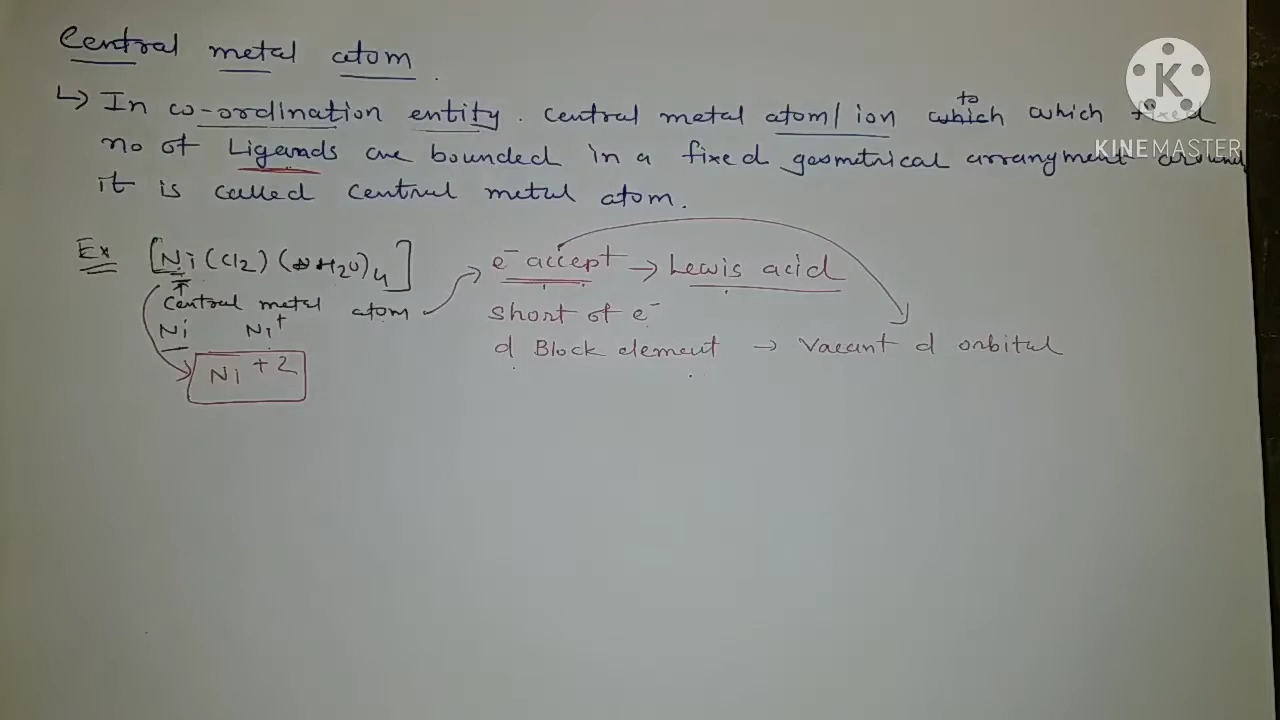 Central metal atom.
↳ In co-ordination entity. Central metal atom/ion which to which fixed
no of Ligands are bounded in a fixed geometrical arrangment around
it is called central metal atom.
Ex [Ni(Cl2)(H2O)4] e- accept → Lewis acid
Central metal atom short of e-
Ni Ni+ d Block element → Vacant d orbital
Ni+2
K
KINEMASTER